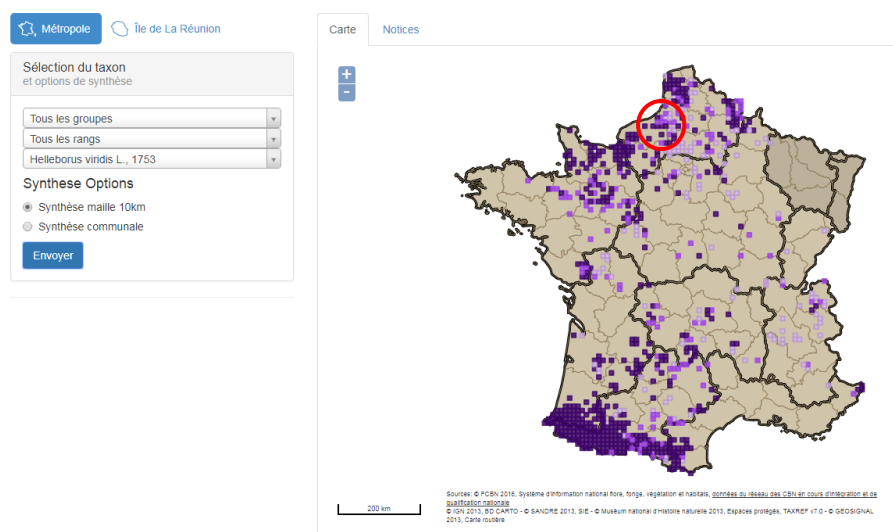 Métropole
Île de La Réunion
Sélection du taxon
et options de synthèse
Tous les groupes
Tous les rangs
Helleborus viridis L., 1753
Synthese Options
Synthèse maille 10km
Synthèse communale
Envoyer
Carte
Notices
+
-
200 km
Sources: © FCBN 2016, Système d'information national flore, fonge, végétation et habitats, données du réseau des CBN en cours d'intégration et de
qualification nationale
© IGN 2013, BD CARTO - © SANDRE 2013, SIE - © Muséum national d'Histoire naturelle 2013, Espaces protégés, TAXREF v7.0 - © GEOSIGNAL
2013, Carte routière